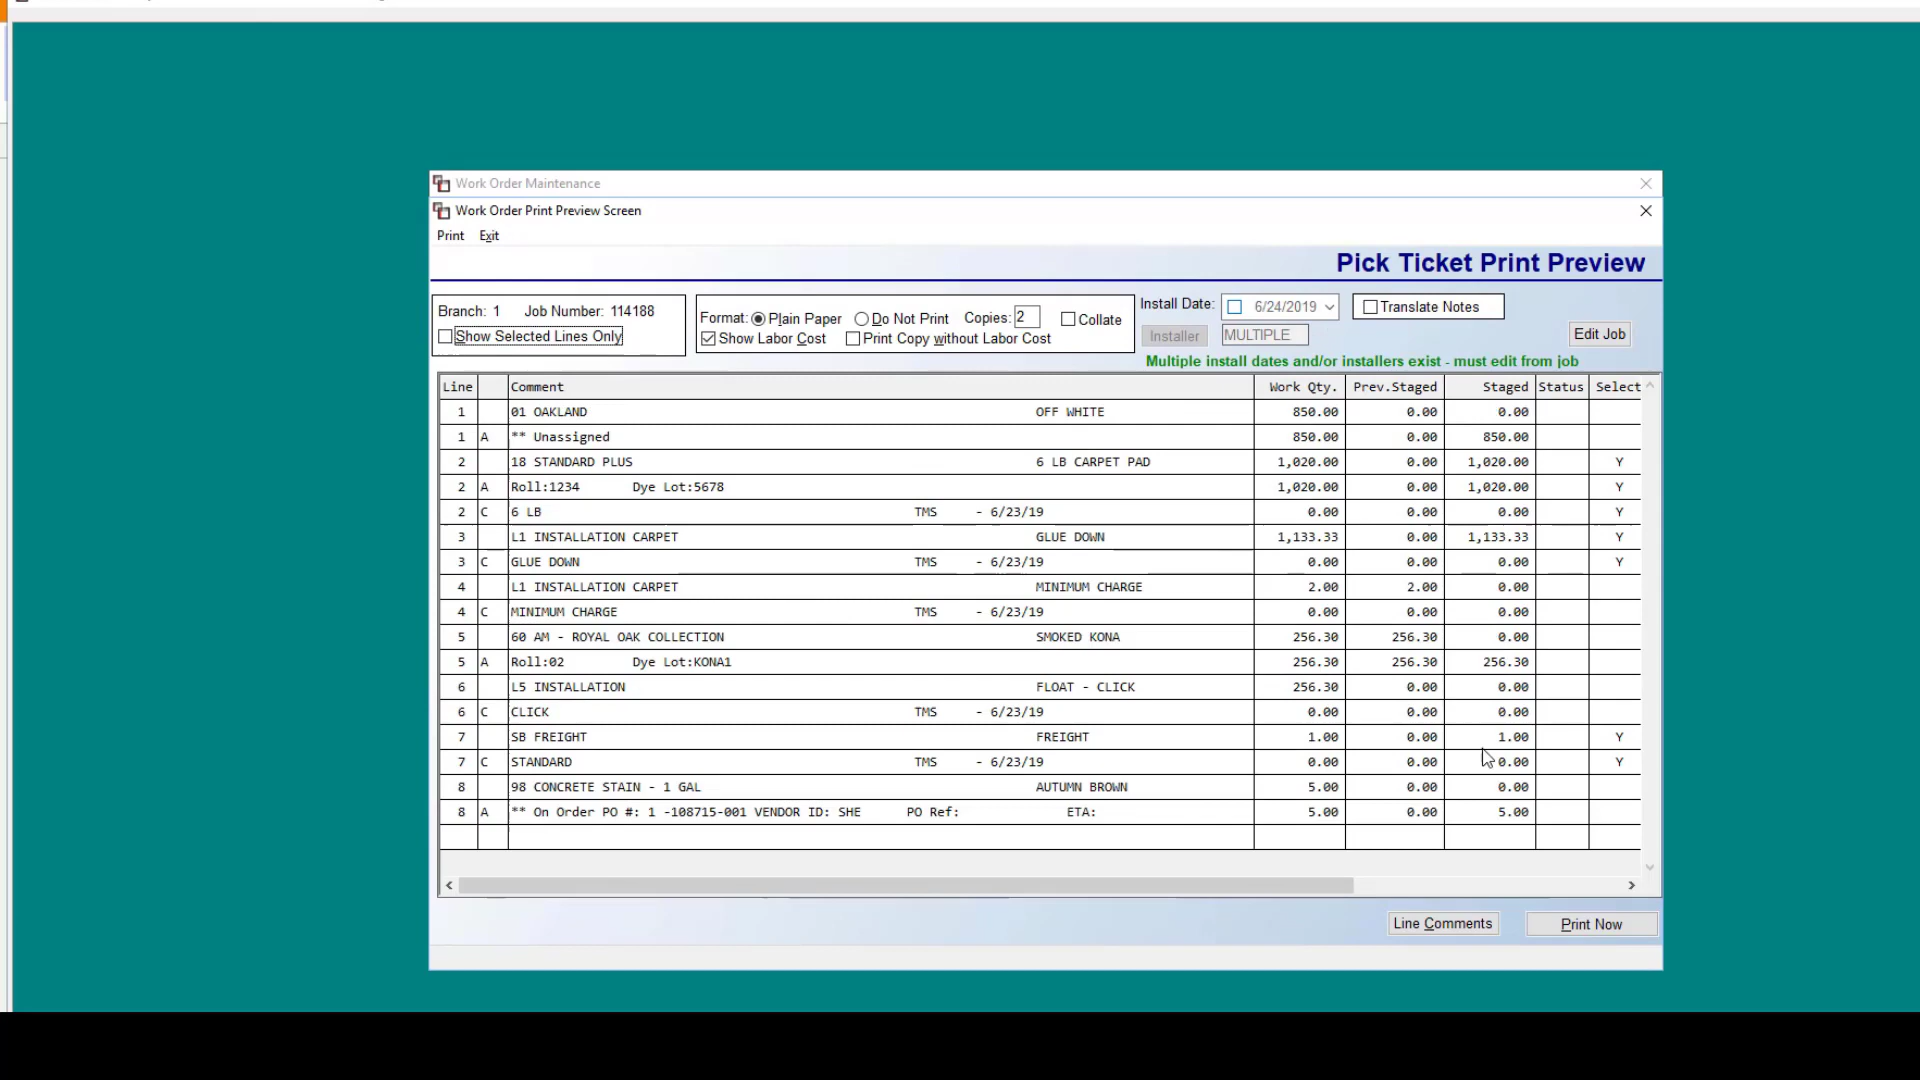 Work Order Maintenance
Work Order Print Preview Screen
Print Exit
Pick Ticket Print Preview
Branch: 1 Job Number: 114188
Show Selected Lines Only
Format: Plain Paper Do Not Print Copies: 2 Collate
Show Labor Cost Print Copy without Labor Cost
Install Date: 6/24/2019 Translate Notes
Installer MULTIPLE Edit Job
Multiple install dates and/or installers exist - must edit from job
Line Comment Work Qty. Prev.Staged Staged Status Select
1 01 OAKLAND OFF WHITE 850.00 0.00 0.00
1 A ** Unassigned 850.00 0.00 850.00
2 18 STANDARD PLUS 6 LB CARPET PAD 1,020.00 0.00 1,020.00 Y
2 A Roll:1234 Dye Lot:5678 1,020.00 0.00 1,020.00 Y
2 C 6 LB TMS - 6/23/19 0.00 0.00 0.00 Y
3 L1 INSTALLATION CARPET GLUE DOWN 1,133.33 0.00 1,133.33 Y
3 C GLUE DOWN TMS - 6/23/19 0.00 0.00 0.00 Y
4 L1 INSTALLATION CARPET MINIMUM CHARGE 2.00 2.00 0.00
4 C MINIMUM CHARGE TMS - 6/23/19 0.00 0.00 0.00
5 60 AM - ROYAL OAK COLLECTION SMOKED KONA 256.30 256.30 0.00
5 A Roll:02 Dye Lot:KONA1 256.30 256.30 256.30
6 L5 INSTALLATION FLOAT - CLICK 256.30 0.00 0.00
6 C CLICK TMS - 6/23/19 0.00 0.00 0.00
7 SB FREIGHT FREIGHT 1.00 0.00 1.00 Y
7 C STANDARD TMS - 6/23/19 0.00 0.00 0.00 Y
8 98 CONCRETE STAIN - 1 GAL AUTUMN BROWN 5.00 0.00 0.00
8 A ** On Order PO #: 1 -108715-001 VENDOR ID: SHE PO Ref: ETA: 5.00 0.00 5.00
Line Comments Print Now